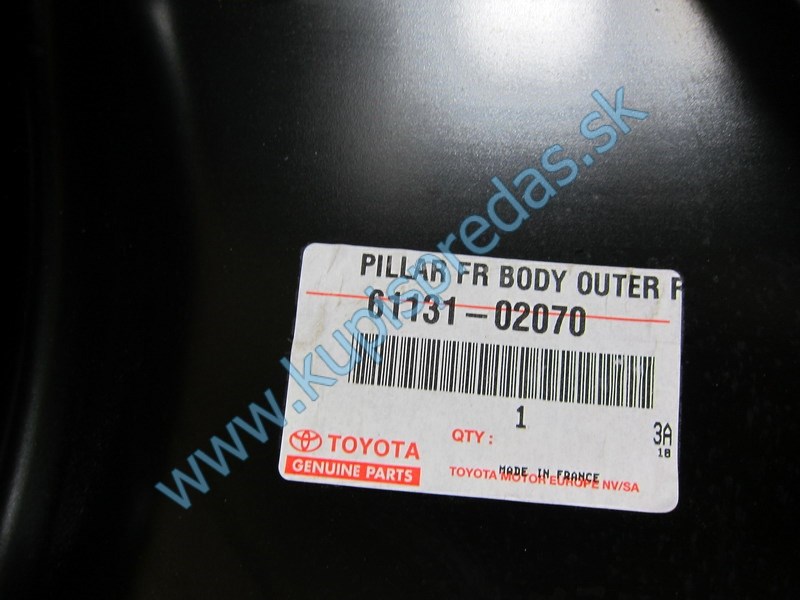 PILLAR FR BODY OUTER
61131-02070
1
QTY :
3A
18
TOYOTA
GENUINE PARTS
MADE IN FRANCE
TOYOTA MOTOR EUROPE NV/SA
www.kupispredas.sk